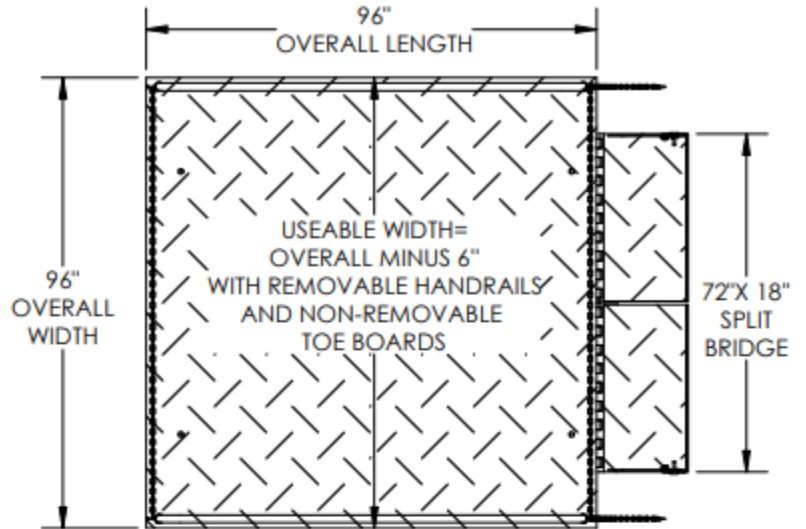 96"
OVERALL LENGTH
USEABLE WIDTH=
OVERALL MINUS 6"
WITH REMOVABLE HANDRAILS
AND NON-REMOVABLE
TOE BOARDS
96"
OVERALL
WIDTH
72"X 18"
SPLIT
BRIDGE